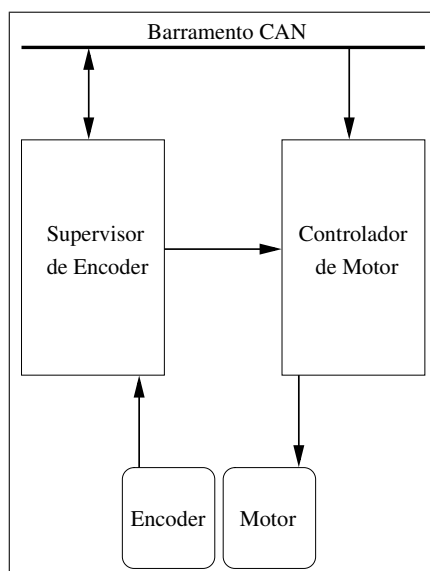 Barramento CAN
Supervisor
de Encoder
Controlador
de Motor
Encoder
Motor